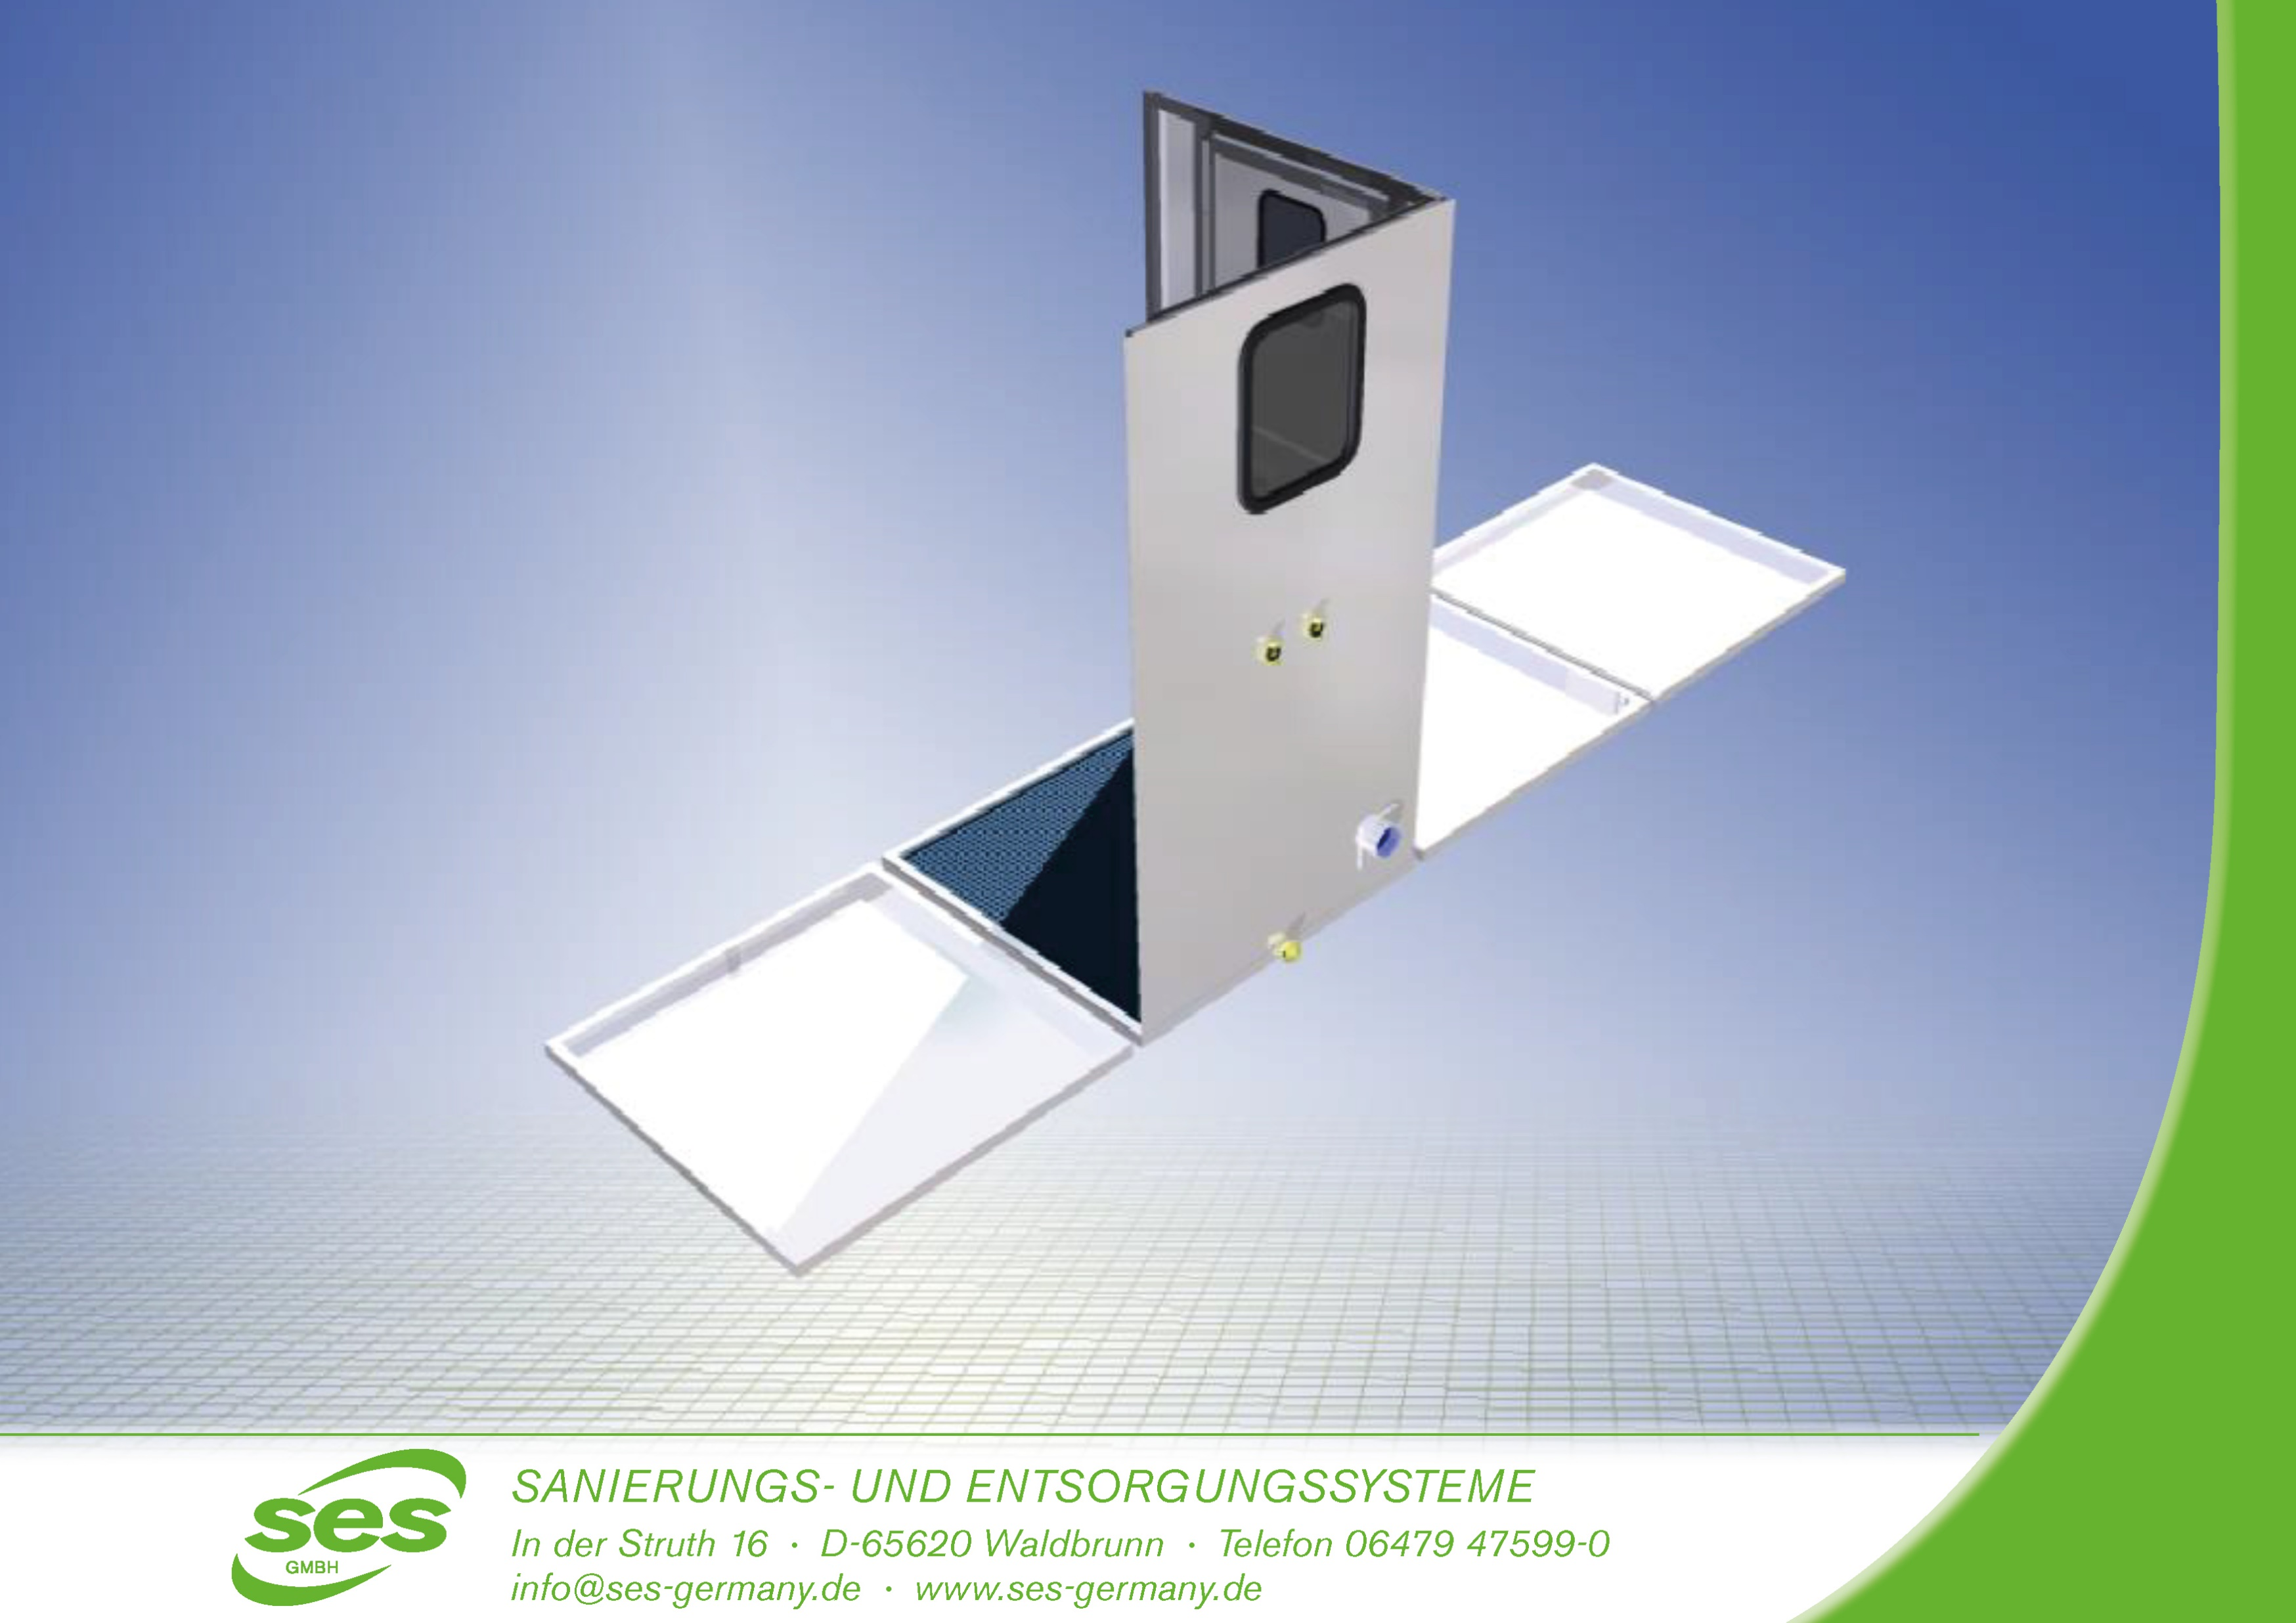 ses
GMBH
SANIERUNGS- UND ENTSORGUNGSSYSTEME
In der Struth 16 · D-65620 Waldbrunn · Telefon 06479 47599-0
info@ses-germany.de · www.ses-germany.de